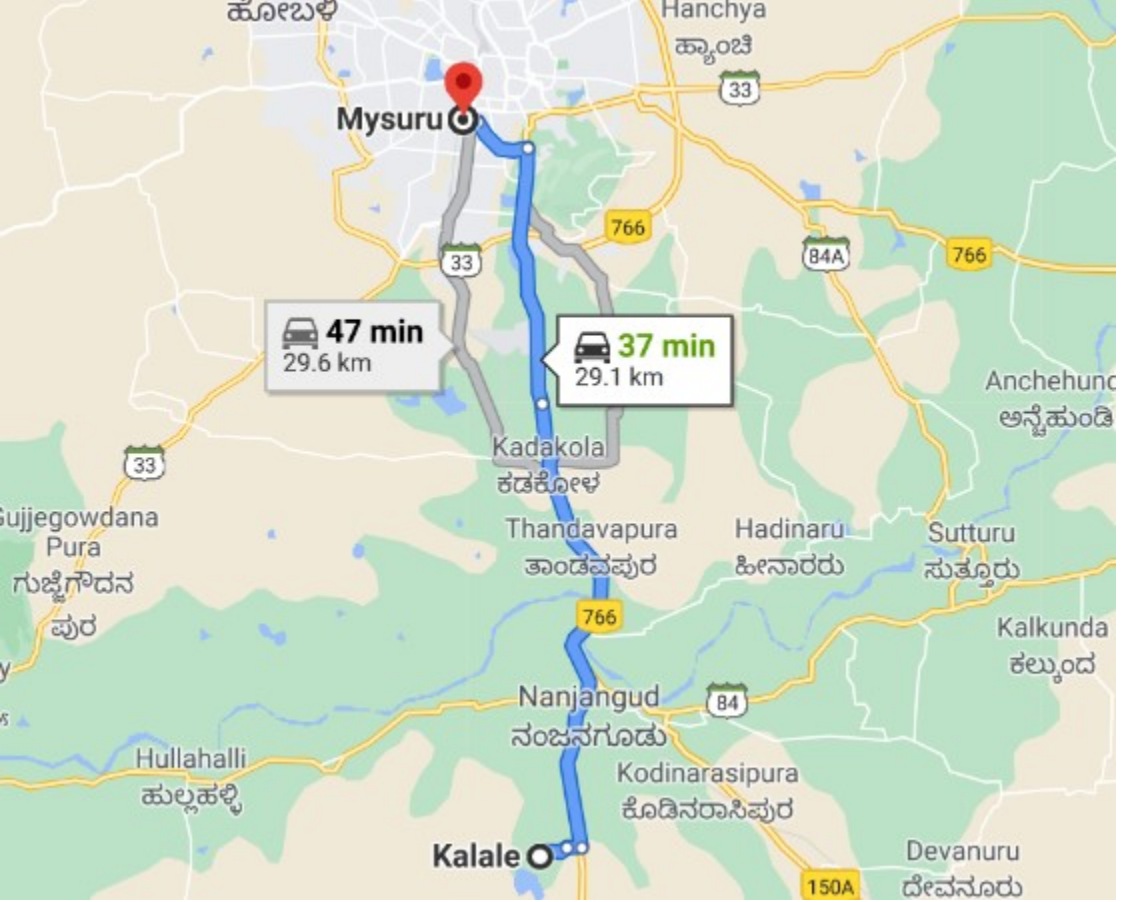 ಹೋಬಳಿ
Hanchya
ಹ್ಯಾಂಚಿ
33
Mysuru
766
33
84A
766
47 min
29.6 km
37 min
29.1 km
Anchehund
ಅನ್ಚೆಹುಂಡಿ
Kadakola
ಕಡಕೋಳ
33
Gujjegowdana
Pura
ಗುಜ್ಜೆಗೌದನ
ಪುರ
Thandavapura
ತಾಂಡವಪುರ
Hadinaru
ಹೀನಾರರು
Sutturu
ಸುತ್ತೂರು
766
Kalkunda
ಕಲ್ಕುಂದ
Nanjangud
ನಂಜನಗೂಡು
84
Hullahalli
ಹುಲ್ಲಹಳ್ಳಿ
Kodinarasipura
ಕೊಡಿನರಾಸಿಪುರ
Kalale
Devanuru
ದೇವನೂರು
150A